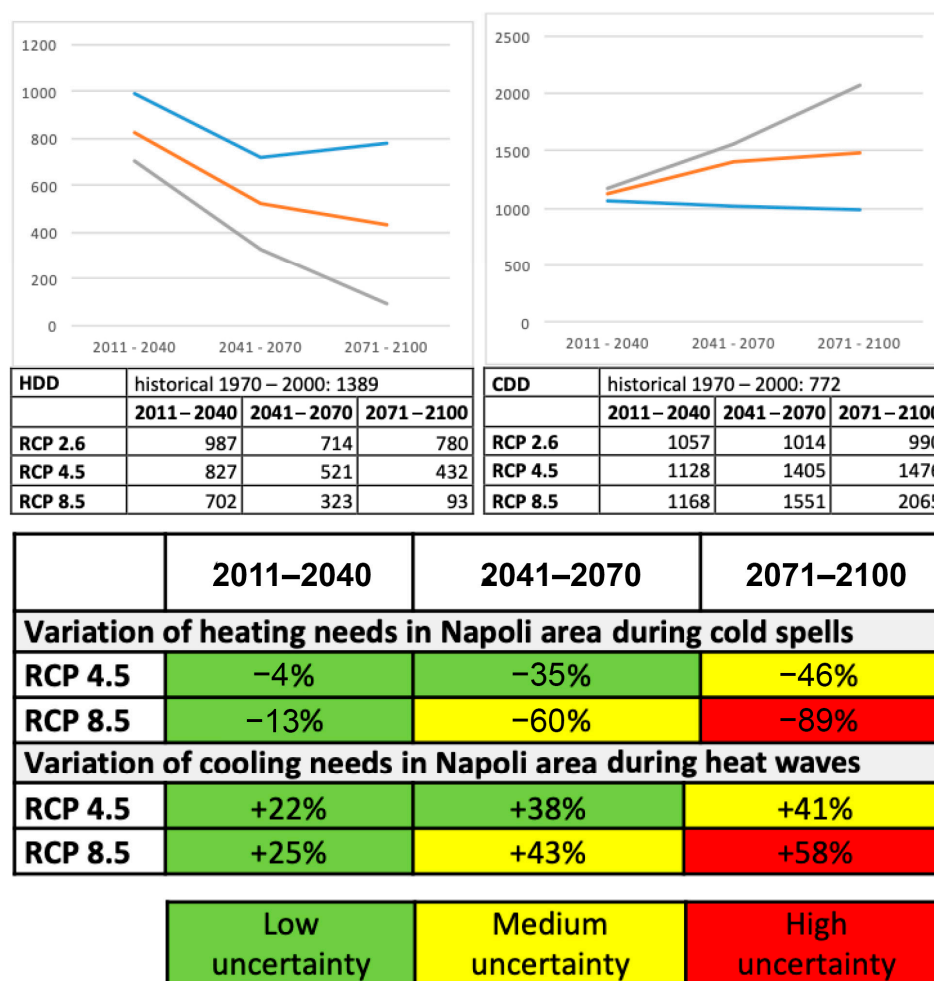 1200
1000
800
600
400
200
0
2011 - 2040 2041 - 2070 2071 - 2100
2500
2000
1500
1000
500
0
2011 - 2040 2041 - 2070 2071 - 2100
HDD historical 1970 – 2000: 1389
2011–2040 2041–2070 2071–2100
RCP 2.6 987 714 780
RCP 4.5 827 521 432
RCP 8.5 702 323 93
CDD historical 1970 – 2000: 772
2011–2040 2041–2070 2071–2100
RCP 2.6 1057 1014 990
RCP 4.5 1128 1405 1476
RCP 8.5 1168 1551 2065
2011–2040 2041–2070 2071–2100
Variation of heating needs in Napoli area during cold spells
RCP 4.5 −4% −35% −46%
RCP 8.5 −13% −60% −89%
Variation of cooling needs in Napoli area during heat waves
RCP 4.5 +22% +38% +41%
RCP 8.5 +25% +43% +58%
Low Medium High
uncertainty uncertainty uncertainty